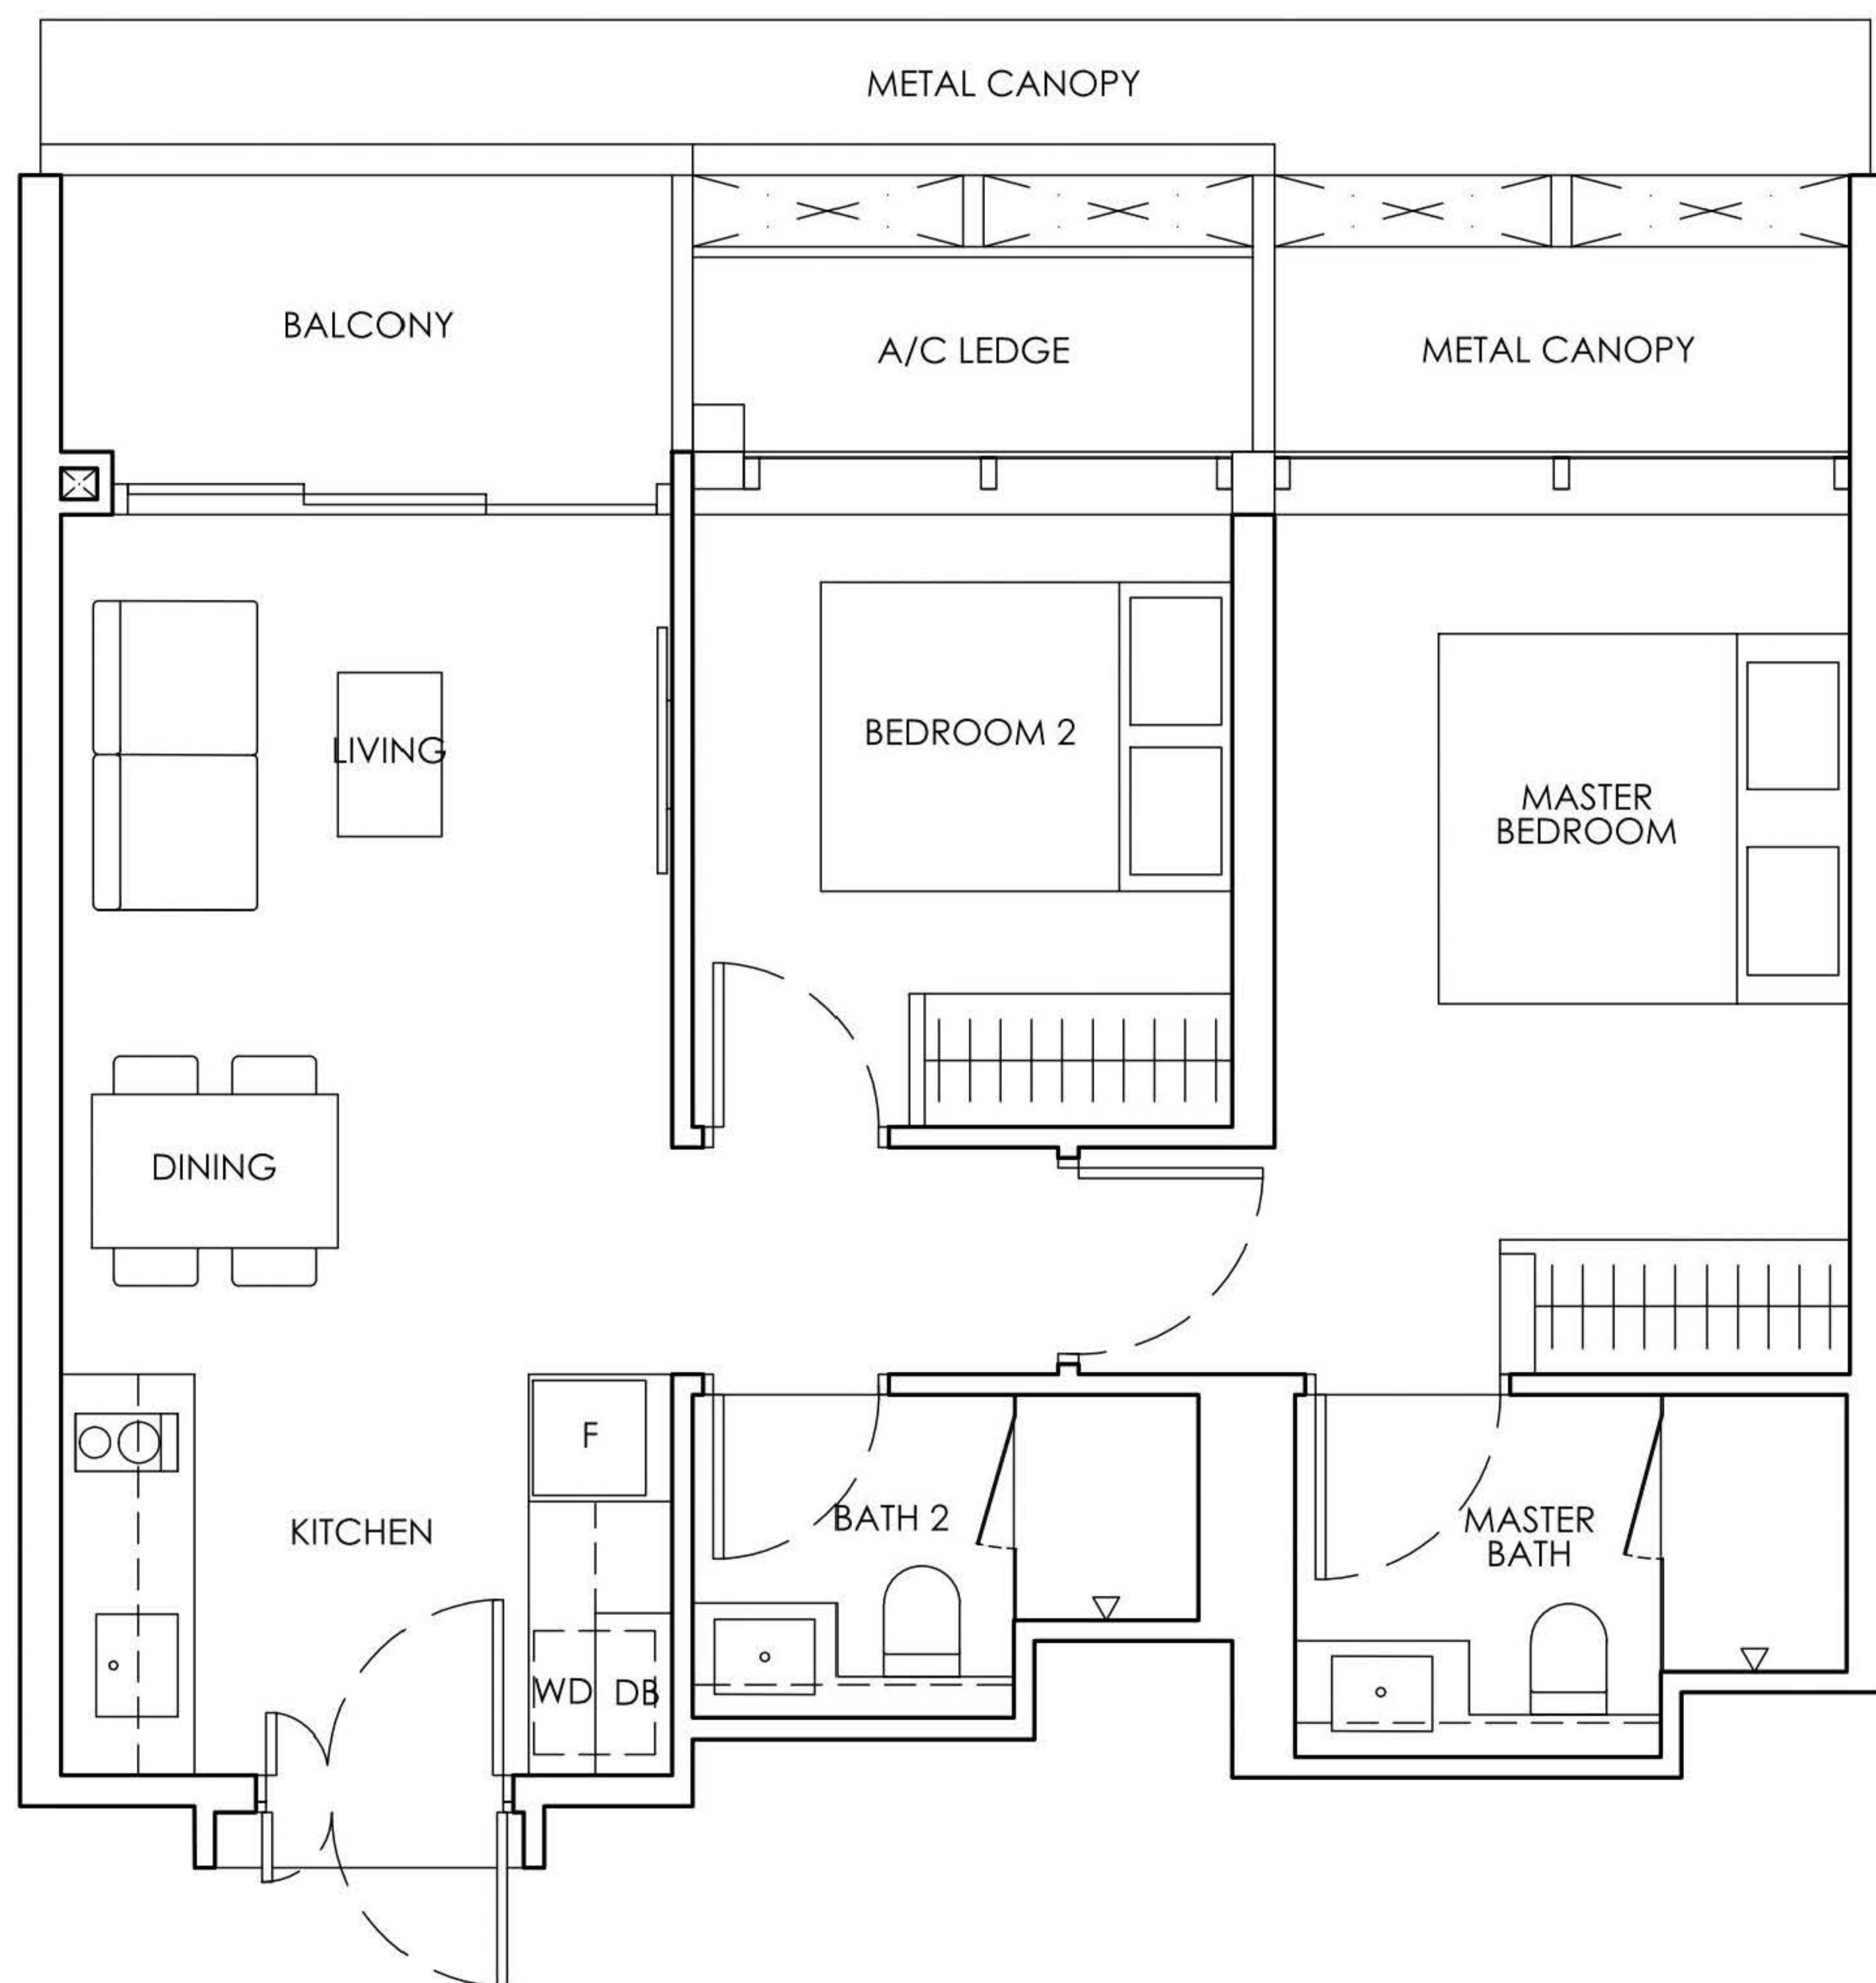 METAL CANOPY
BALCONY
A/C LEDGE
METAL CANOPY
LIVING
BEDROOM 2
MASTER
BEDROOM
DINING
F
KITCHEN
BATH 2
MASTER
BATH
WD
DB